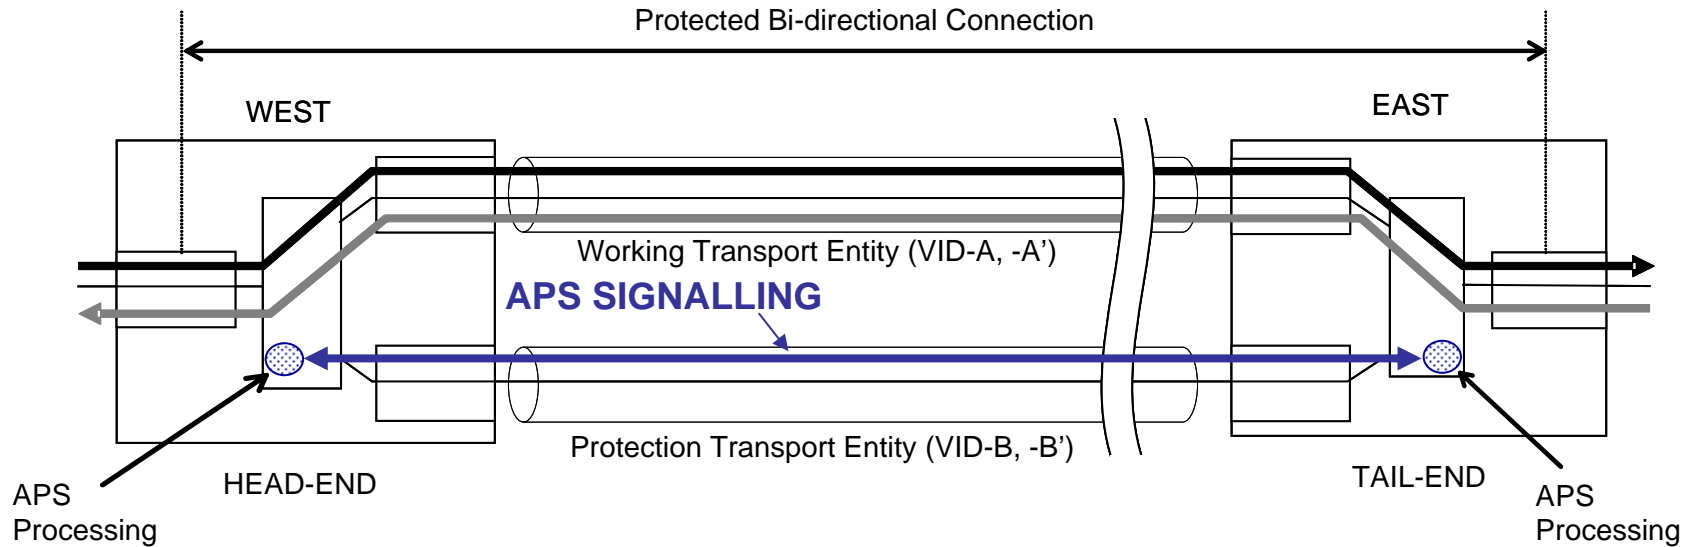 Protected Bi-directional Connection
WEST
EAST
Working Transport Entity (VID-A, -A’)
APS SIGNALLING
Protection Transport Entity (VID-B, -B’)
HEAD-END
TAIL-END
APS
Processing
APS
Processing